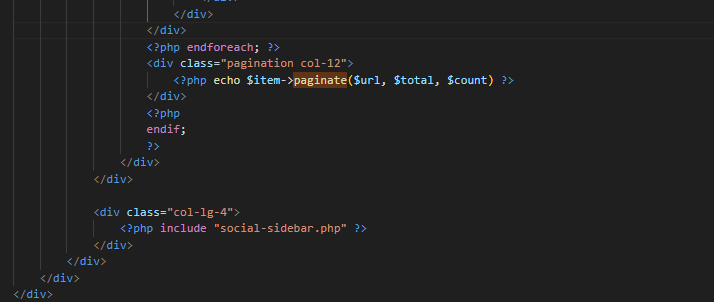 </div>
</div>
<?php endforeach; ?>
<div class="pagination col-12">
<?php echo $item->paginate($url, $total, $count) ?>
</div>
<?php
endif;
?>
</div>
</div>
<div class="col-lg-4">
<?php include "social-sidebar.php" ?>
</div>
</div>
</div>
</div>